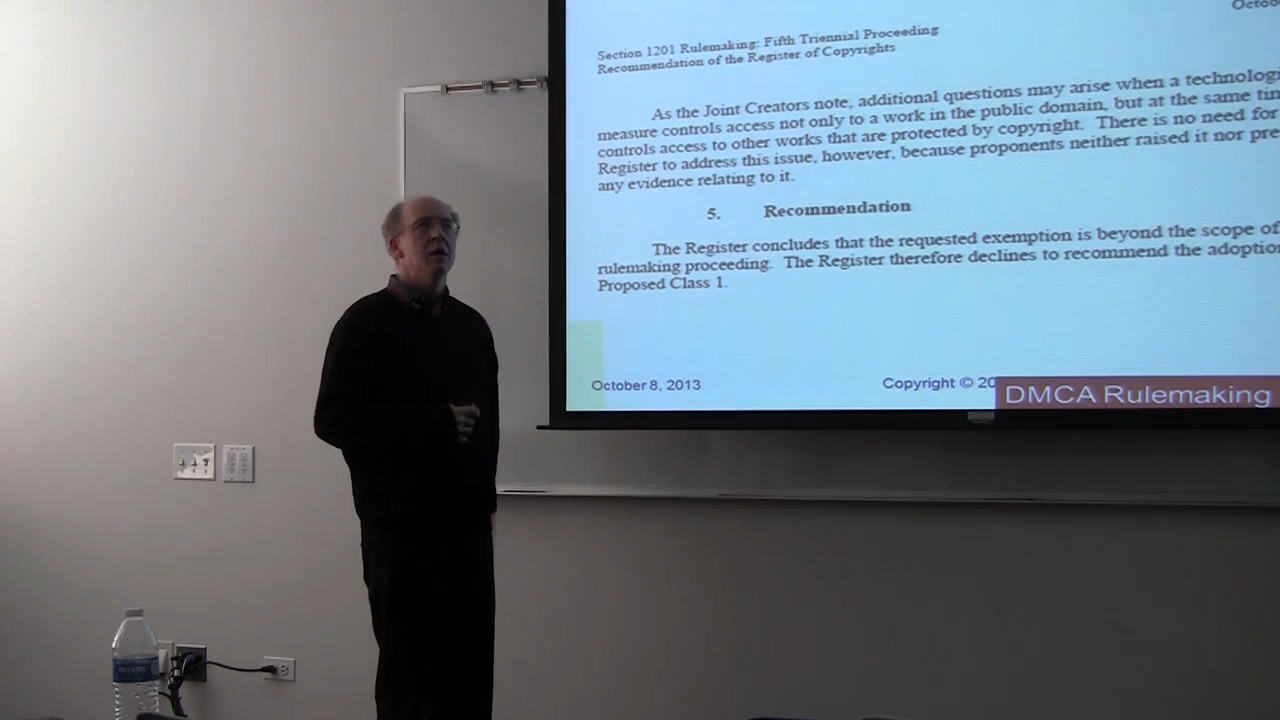 Octo
Section 1201 Rulemaking: Fifth Triennial Proceeding
Recommendation of the Register of Copyrights
As the Joint Creators note, additional questions may arise when a technologi
measure controls access not only to a work in the public domain, but at the same tim
controls access to other works that are protected by copyright. There is no need for
Register to address this issue, however, because proponents neither raised it nor pre
any evidence relating to it.
5. Recommendation
The Register concludes that the requested exemption is beyond the scope of
rulemaking proceeding. The Register therefore declines to recommend the adoption
Proposed Class 1.
October 8, 2013 Copyright © 20
DMCA Rulemaking